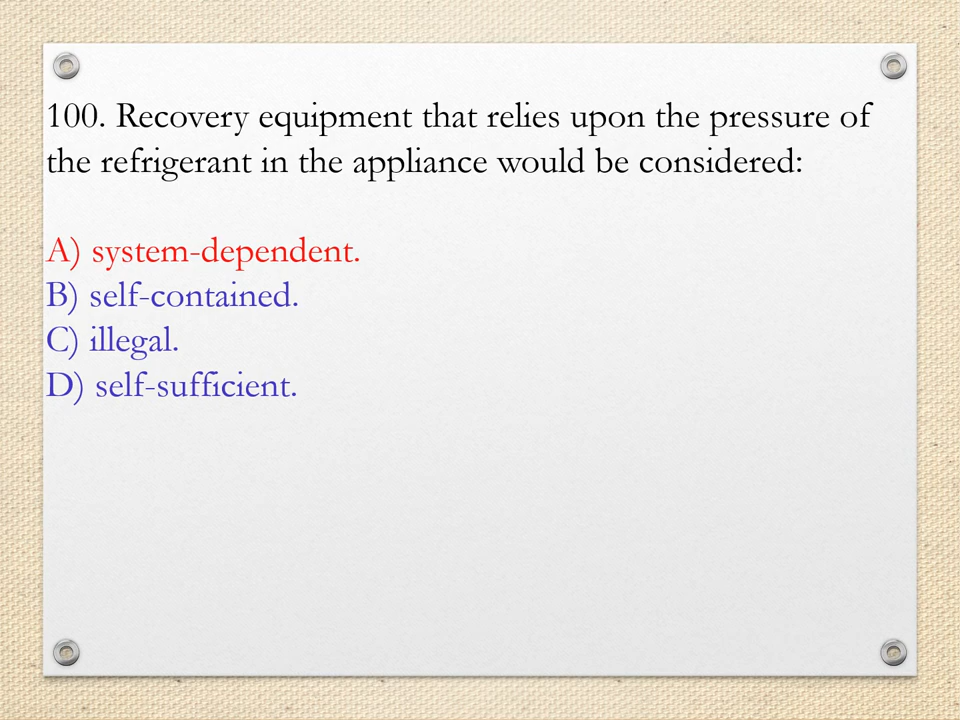 100. Recovery equipment that relies upon the pressure of
the refrigerant in the appliance would be considered:
A) system-dependent.
B) self-contained.
C) illegal.
D) self-sufficient.